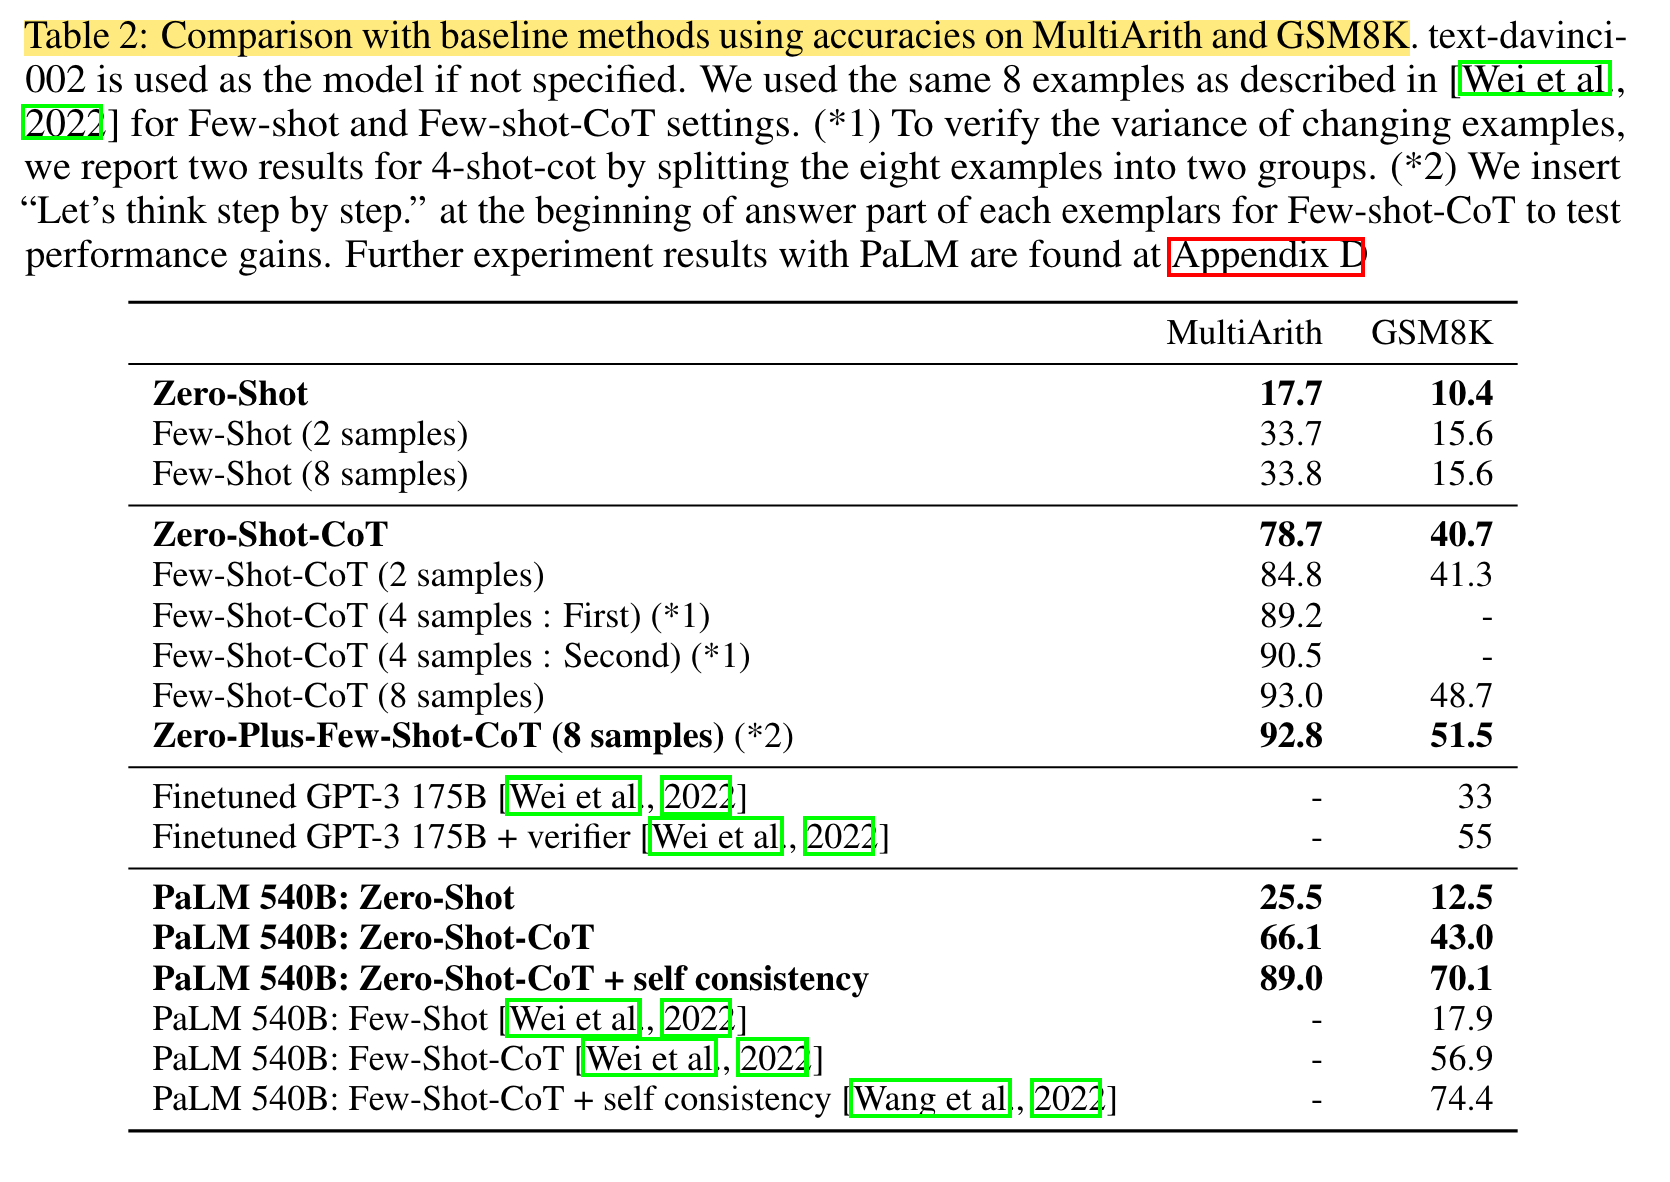 Table 2: Comparison with baseline methods using accuracies on MultiArith and GSM8K. text-davinci-
002 is used as the model if not specified. We used the same 8 examples as described in [Wei et al.,
2022] for Few-shot and Few-shot-CoT settings. (*1) To verify the variance of changing examples,
we report two results for 4-shot-cot by splitting the eight examples into two groups. (*2) We insert
“Let’s think step by step.” at the beginning of answer part of each exemplars for Few-shot-CoT to test
performance gains. Further experiment results with PaLM are found at Appendix D
MultiArith GSM8K
Zero-Shot 17.7 10.4
Few-Shot (2 samples) 33.7 15.6
Few-Shot (8 samples) 33.8 15.6
Zero-Shot-CoT 78.7 40.7
Few-Shot-CoT (2 samples) 84.8 41.3
Few-Shot-CoT (4 samples : First) (*1) 89.2 -
Few-Shot-CoT (4 samples : Second) (*1) 90.5 -
Few-Shot-CoT (8 samples) 93.0 48.7
Zero-Plus-Few-Shot-CoT (8 samples) (*2) 92.8 51.5
Finetuned GPT-3 175B [Wei et al., 2022] - 33
Finetuned GPT-3 175B + verifier [Wei et al., 2022] - 55
PaLM 540B: Zero-Shot 25.5 12.5
PaLM 540B: Zero-Shot-CoT 66.1 43.0
PaLM 540B: Zero-Shot-CoT + self consistency 89.0 70.1
PaLM 540B: Few-Shot [Wei et al., 2022] - 17.9
PaLM 540B: Few-Shot-CoT [Wei et al., 2022] - 56.9
PaLM 540B: Few-Shot-CoT + self consistency [Wang et al., 2022] - 74.4